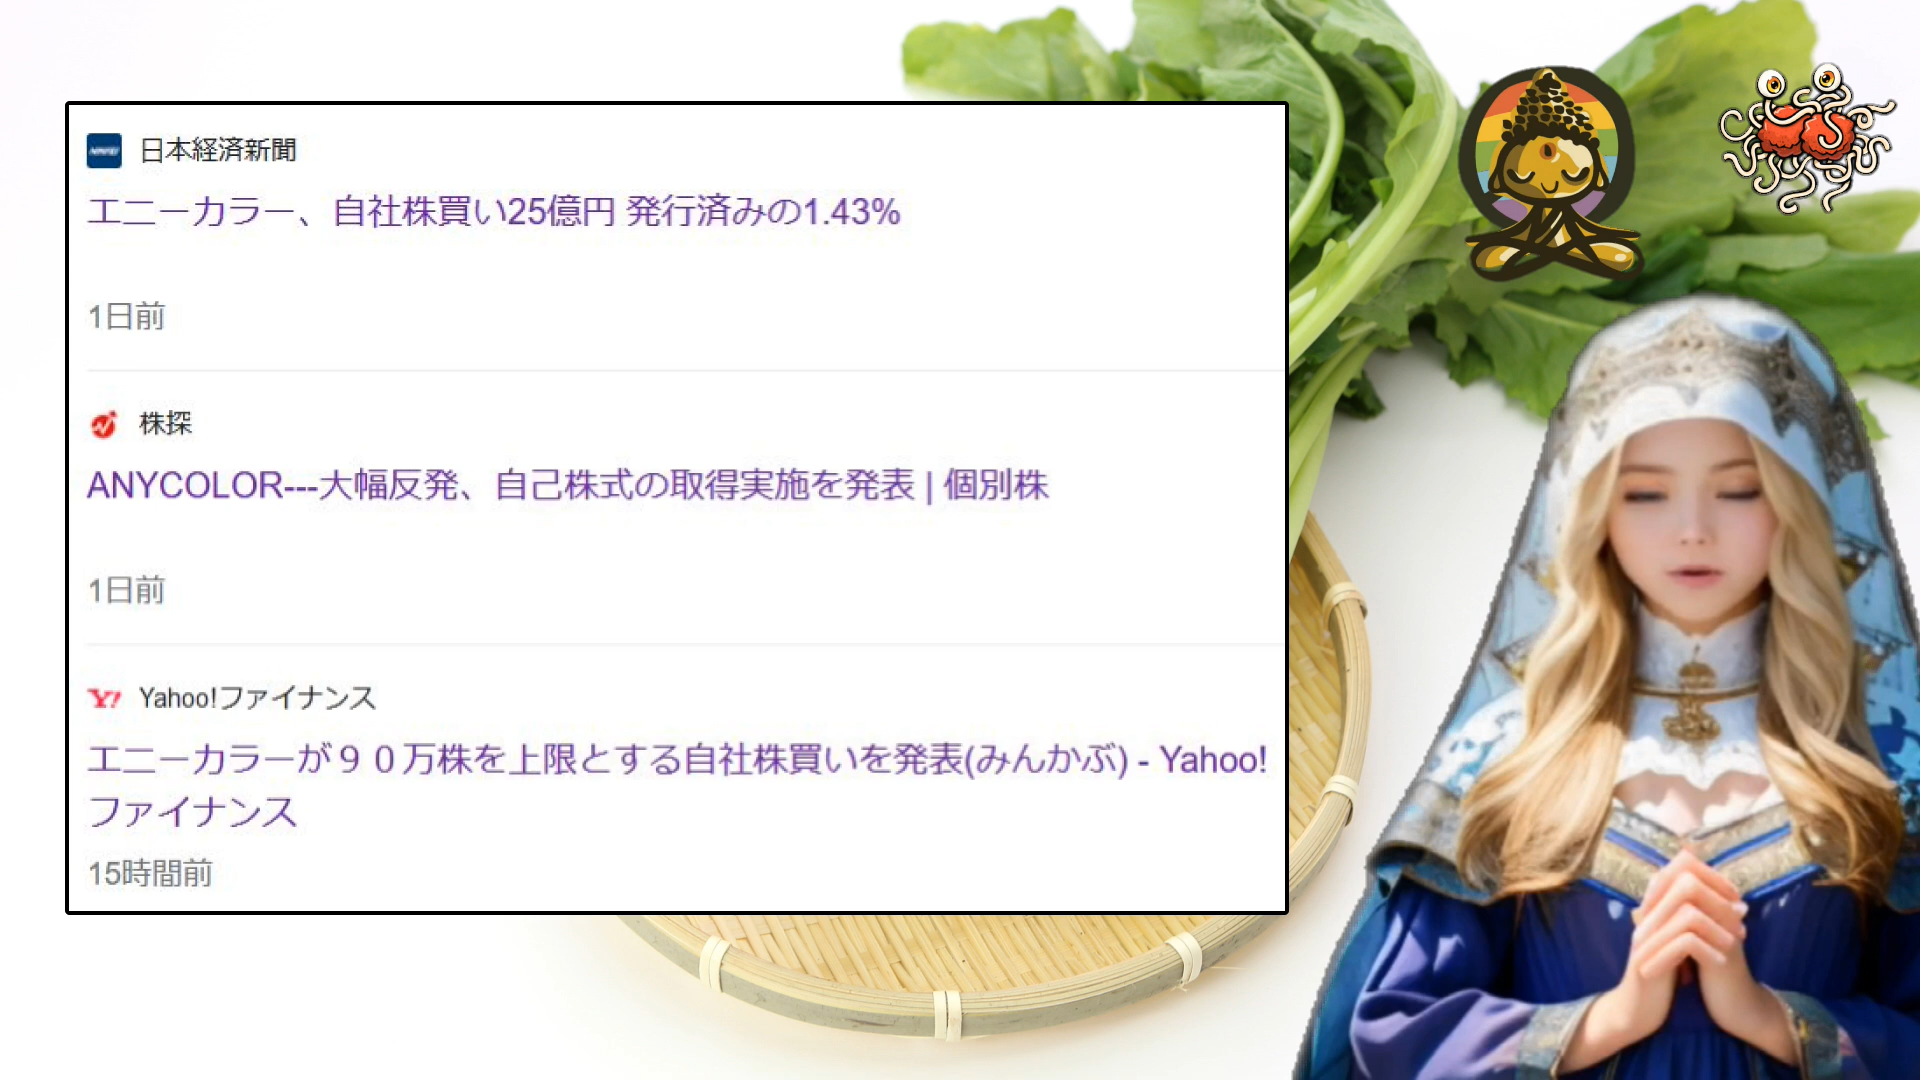 日本経済新聞
エニーカラー、自社株買い25億円 発行済みの1.43%
1日前
株探
ANYCOLOR---大幅反発、自己株式の取得実施を発表 | 個別株
1日前
Yahoo!ファイナンス
エニーカラーが９０万株を上限とする自社株買いを発表(みんかぶ) - Yahoo!
ファイナンス
15時間前